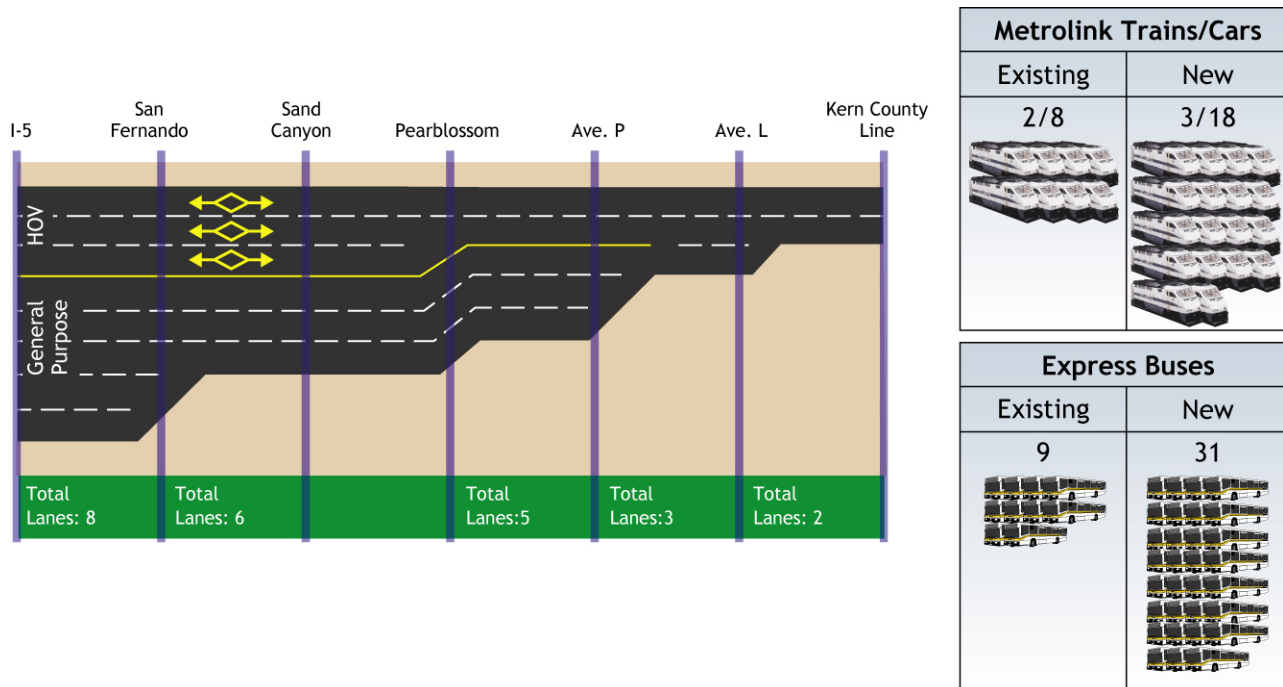 I-5
San
Fernando
Sand
Canyon
Pearblossom
Ave. P
Ave. L
Kern County
Line
HOV
General
Purpose
Total
Lanes: 8
Total
Lanes: 6
Total
Lanes:5
Total
Lanes:3
Total
Lanes: 2
Metrolink Trains/Cars
Existing
New
2/8
3/18
Express Buses
Existing
New
9
31